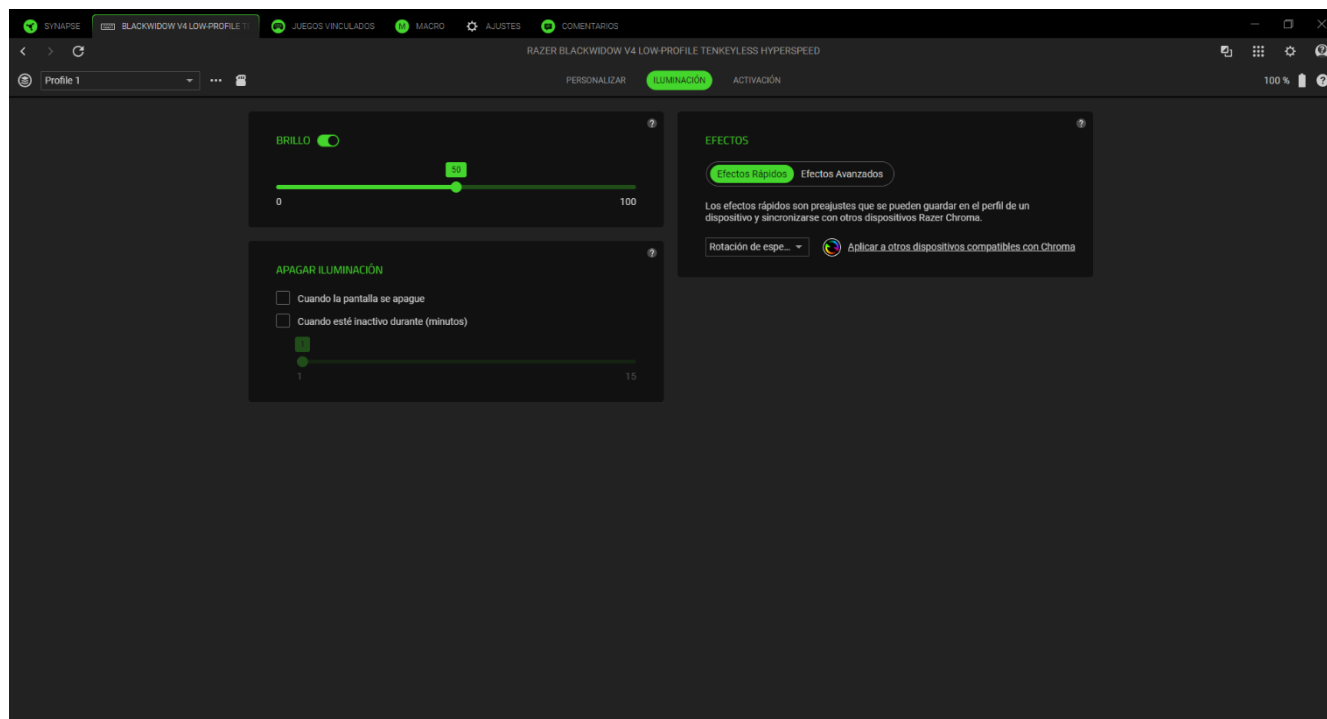 SYNAPSE
BLACKWIDOW V4 LOW-PROFILE TE
JUEGOS VINCULADOS
M
MACRO
AJUSTES
COMENTARIOS
RAZER BLACKWIDOW V4 LOW-PROFILE TENKEYLESS HYPERSPEED
Profile 1
PERSONALIZAR
ILUMINACIÓN
ACTIVACIÓN
100 %
BRILLO
50
0
100
APAGAR ILUMINACIÓN
Cuando la pantalla se apague
Cuando esté inactivo durante (minutos)
1
1
15
EFECTOS
Efectos Rápidos
Efectos Avanzados
Los efectos rápidos son preajustes que se pueden guardar en el perfil de un
dispositivo y sincronizarse con otros dispositivos Razer Chroma.
Rotación de espe...
Aplicar a otros dispositivos compatibles con Chroma